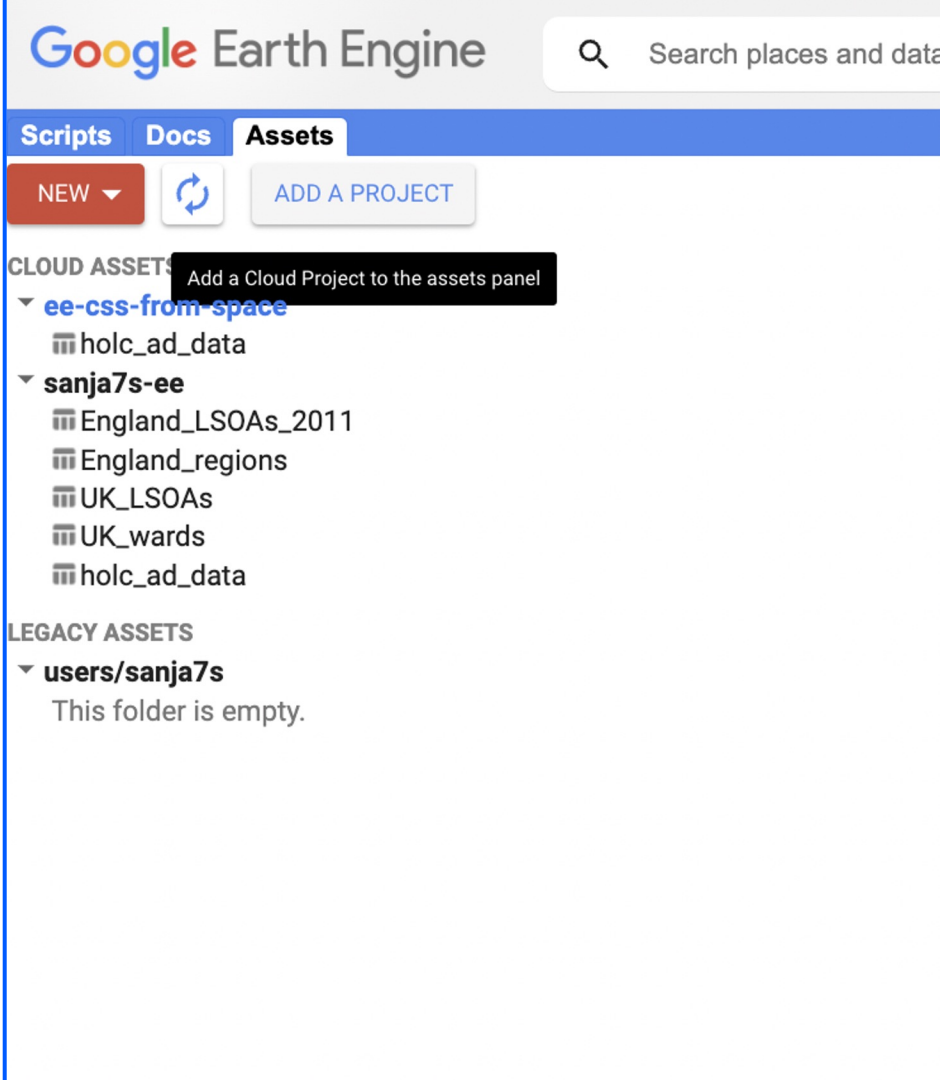 Google Earth Engine
Search places and data
Scripts Docs Assets
NEW ADD A PROJECT
CLOUD ASSETS
Add a Cloud Project to the assets panel
ee-css-from-space
holc_ad_data
sanja7s-ee
England_LSOAs_2011
England_regions
UK_LSOAs
UK_wards
holc_ad_data
LEGACY ASSETS
users/sanja7s
This folder is empty.